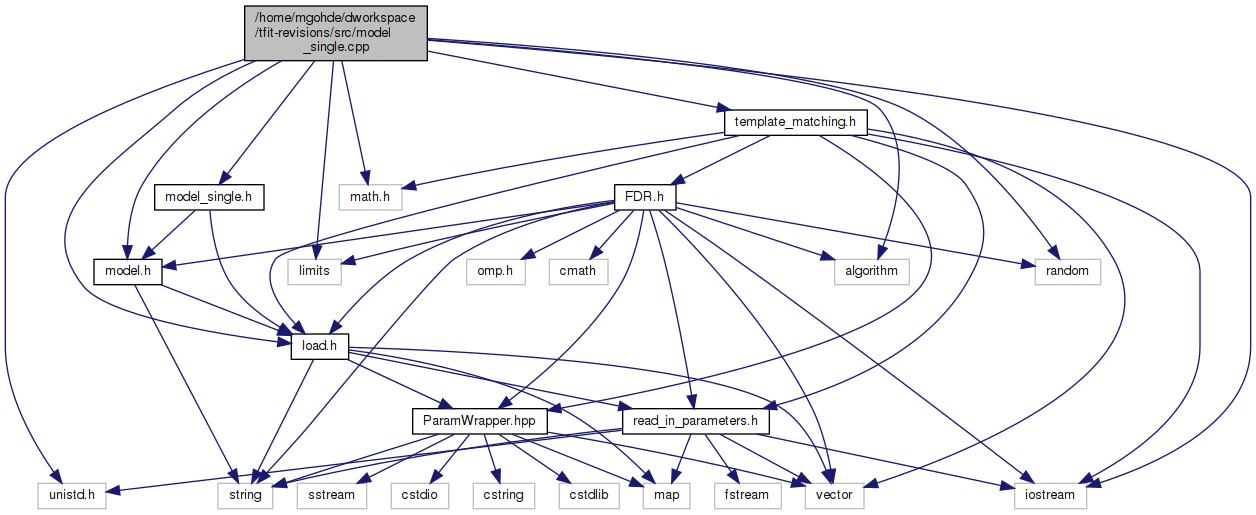 /home/mgohde/dworkspace
/tfit-revisions/src/model
_single.cpp
template_matching.h
model_single.h
math.h
FDR.h
model.h
limits
omp.h
cmath
algorithm
random
load.h
ParamWrapper.hpp
read_in_parameters.h
unistd.h
string
sstream
cstdio
cstring
cstdlib
map
fstream
vector
iostream